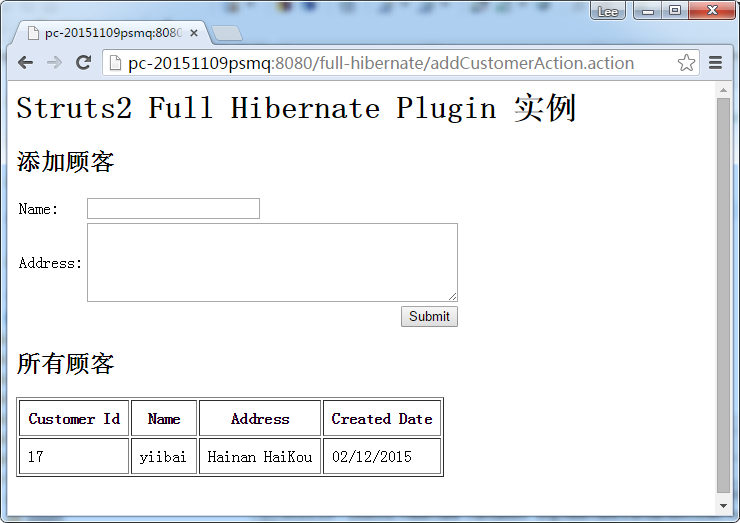 Lee
pc-20151109psmq:8080
pc-20151109psmq:8080/full-hibernate/addCustomerAction.action
Struts2 Full Hibernate Plugin 实例
添加顾客
Name:
Address:
Submit
所有顾客
Customer Id Name Address Created Date
17 yiibai Hainan HaiKou 02/12/2015